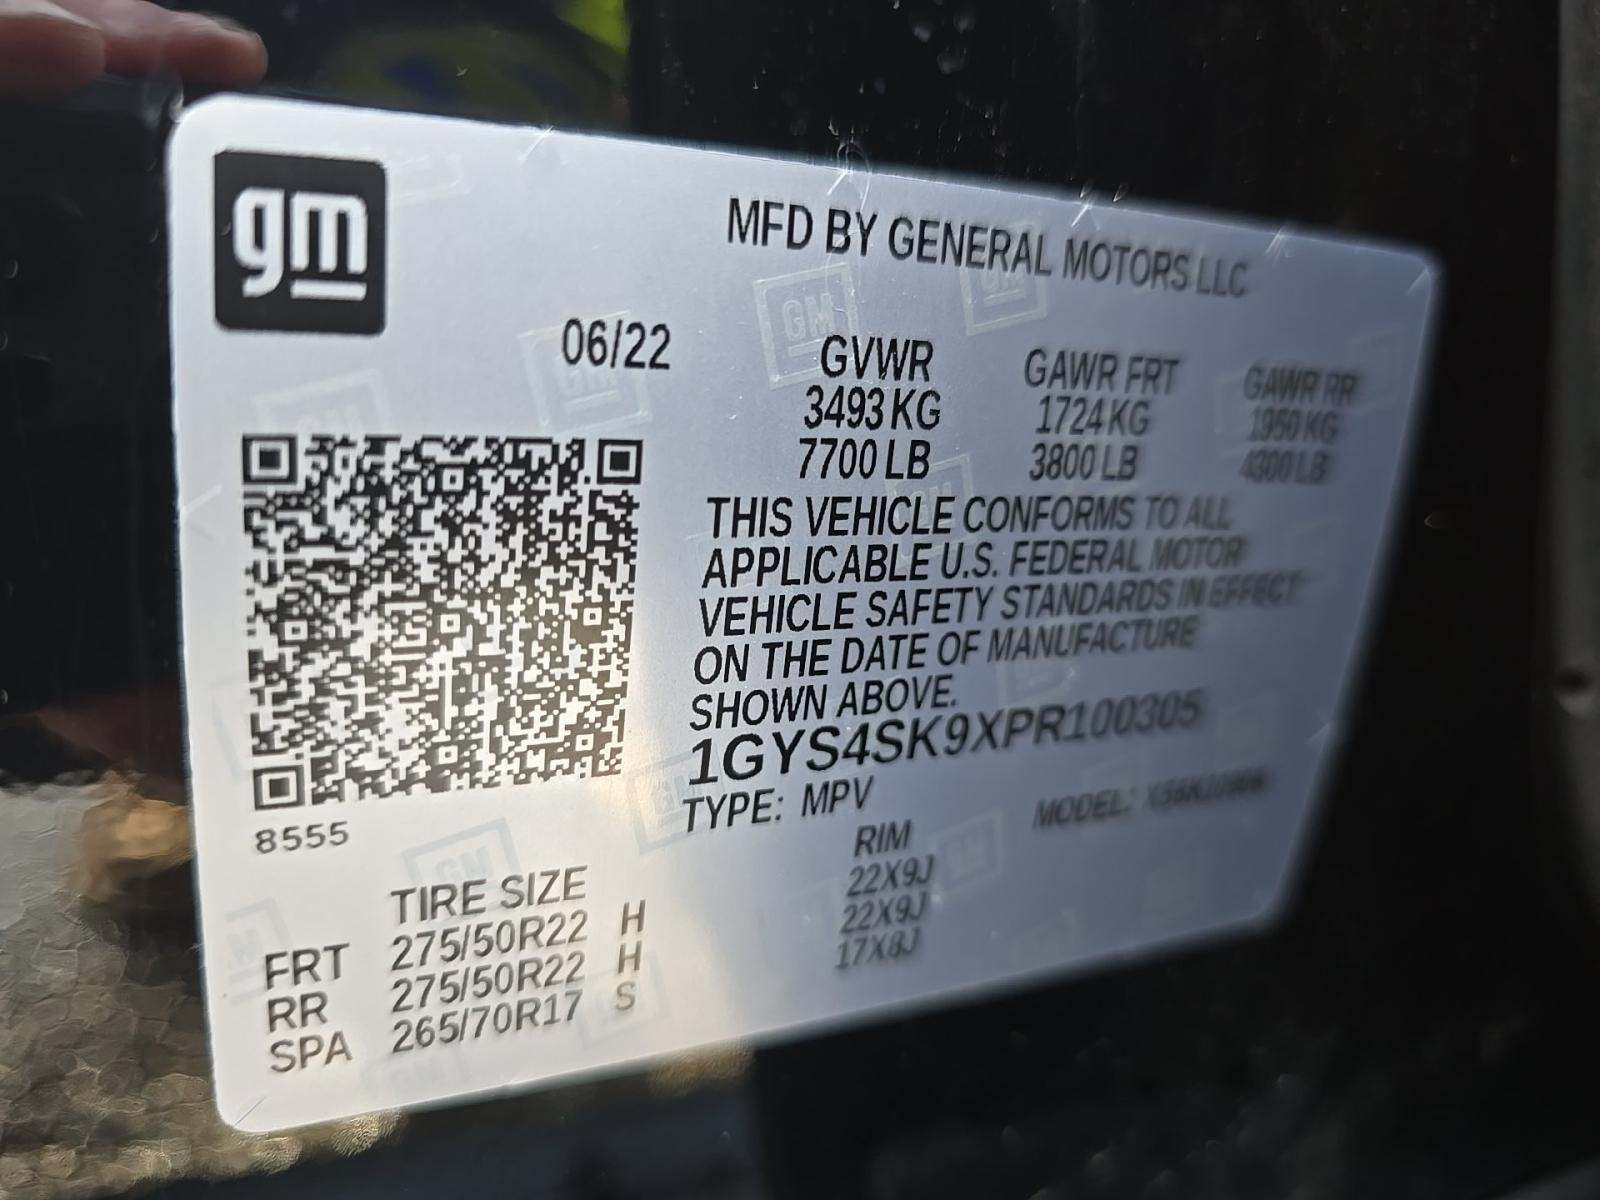 gm
MFD BY GENERAL MOTORS LLC
06/22
GVWR GAWR FRT GAWR RR
3493 KG 1724 KG 1950 KG
7700 LB 3800 LB 4300 LB
THIS VEHICLE CONFORMS TO ALL
APPLICABLE U.S. FEDERAL MOTOR
VEHICLE SAFETY STANDARDS IN EFFECT
ON THE DATE OF MANUFACTURE
SHOWN ABOVE.
1GYS4SK9XPR100305
TYPE: MPV MODEL:
8555
TIRE SIZE RIM
FRT 275/50R22 H 22X9J
RR 275/50R22 H 22X9J
SPA 265/70R17 S 17X8J